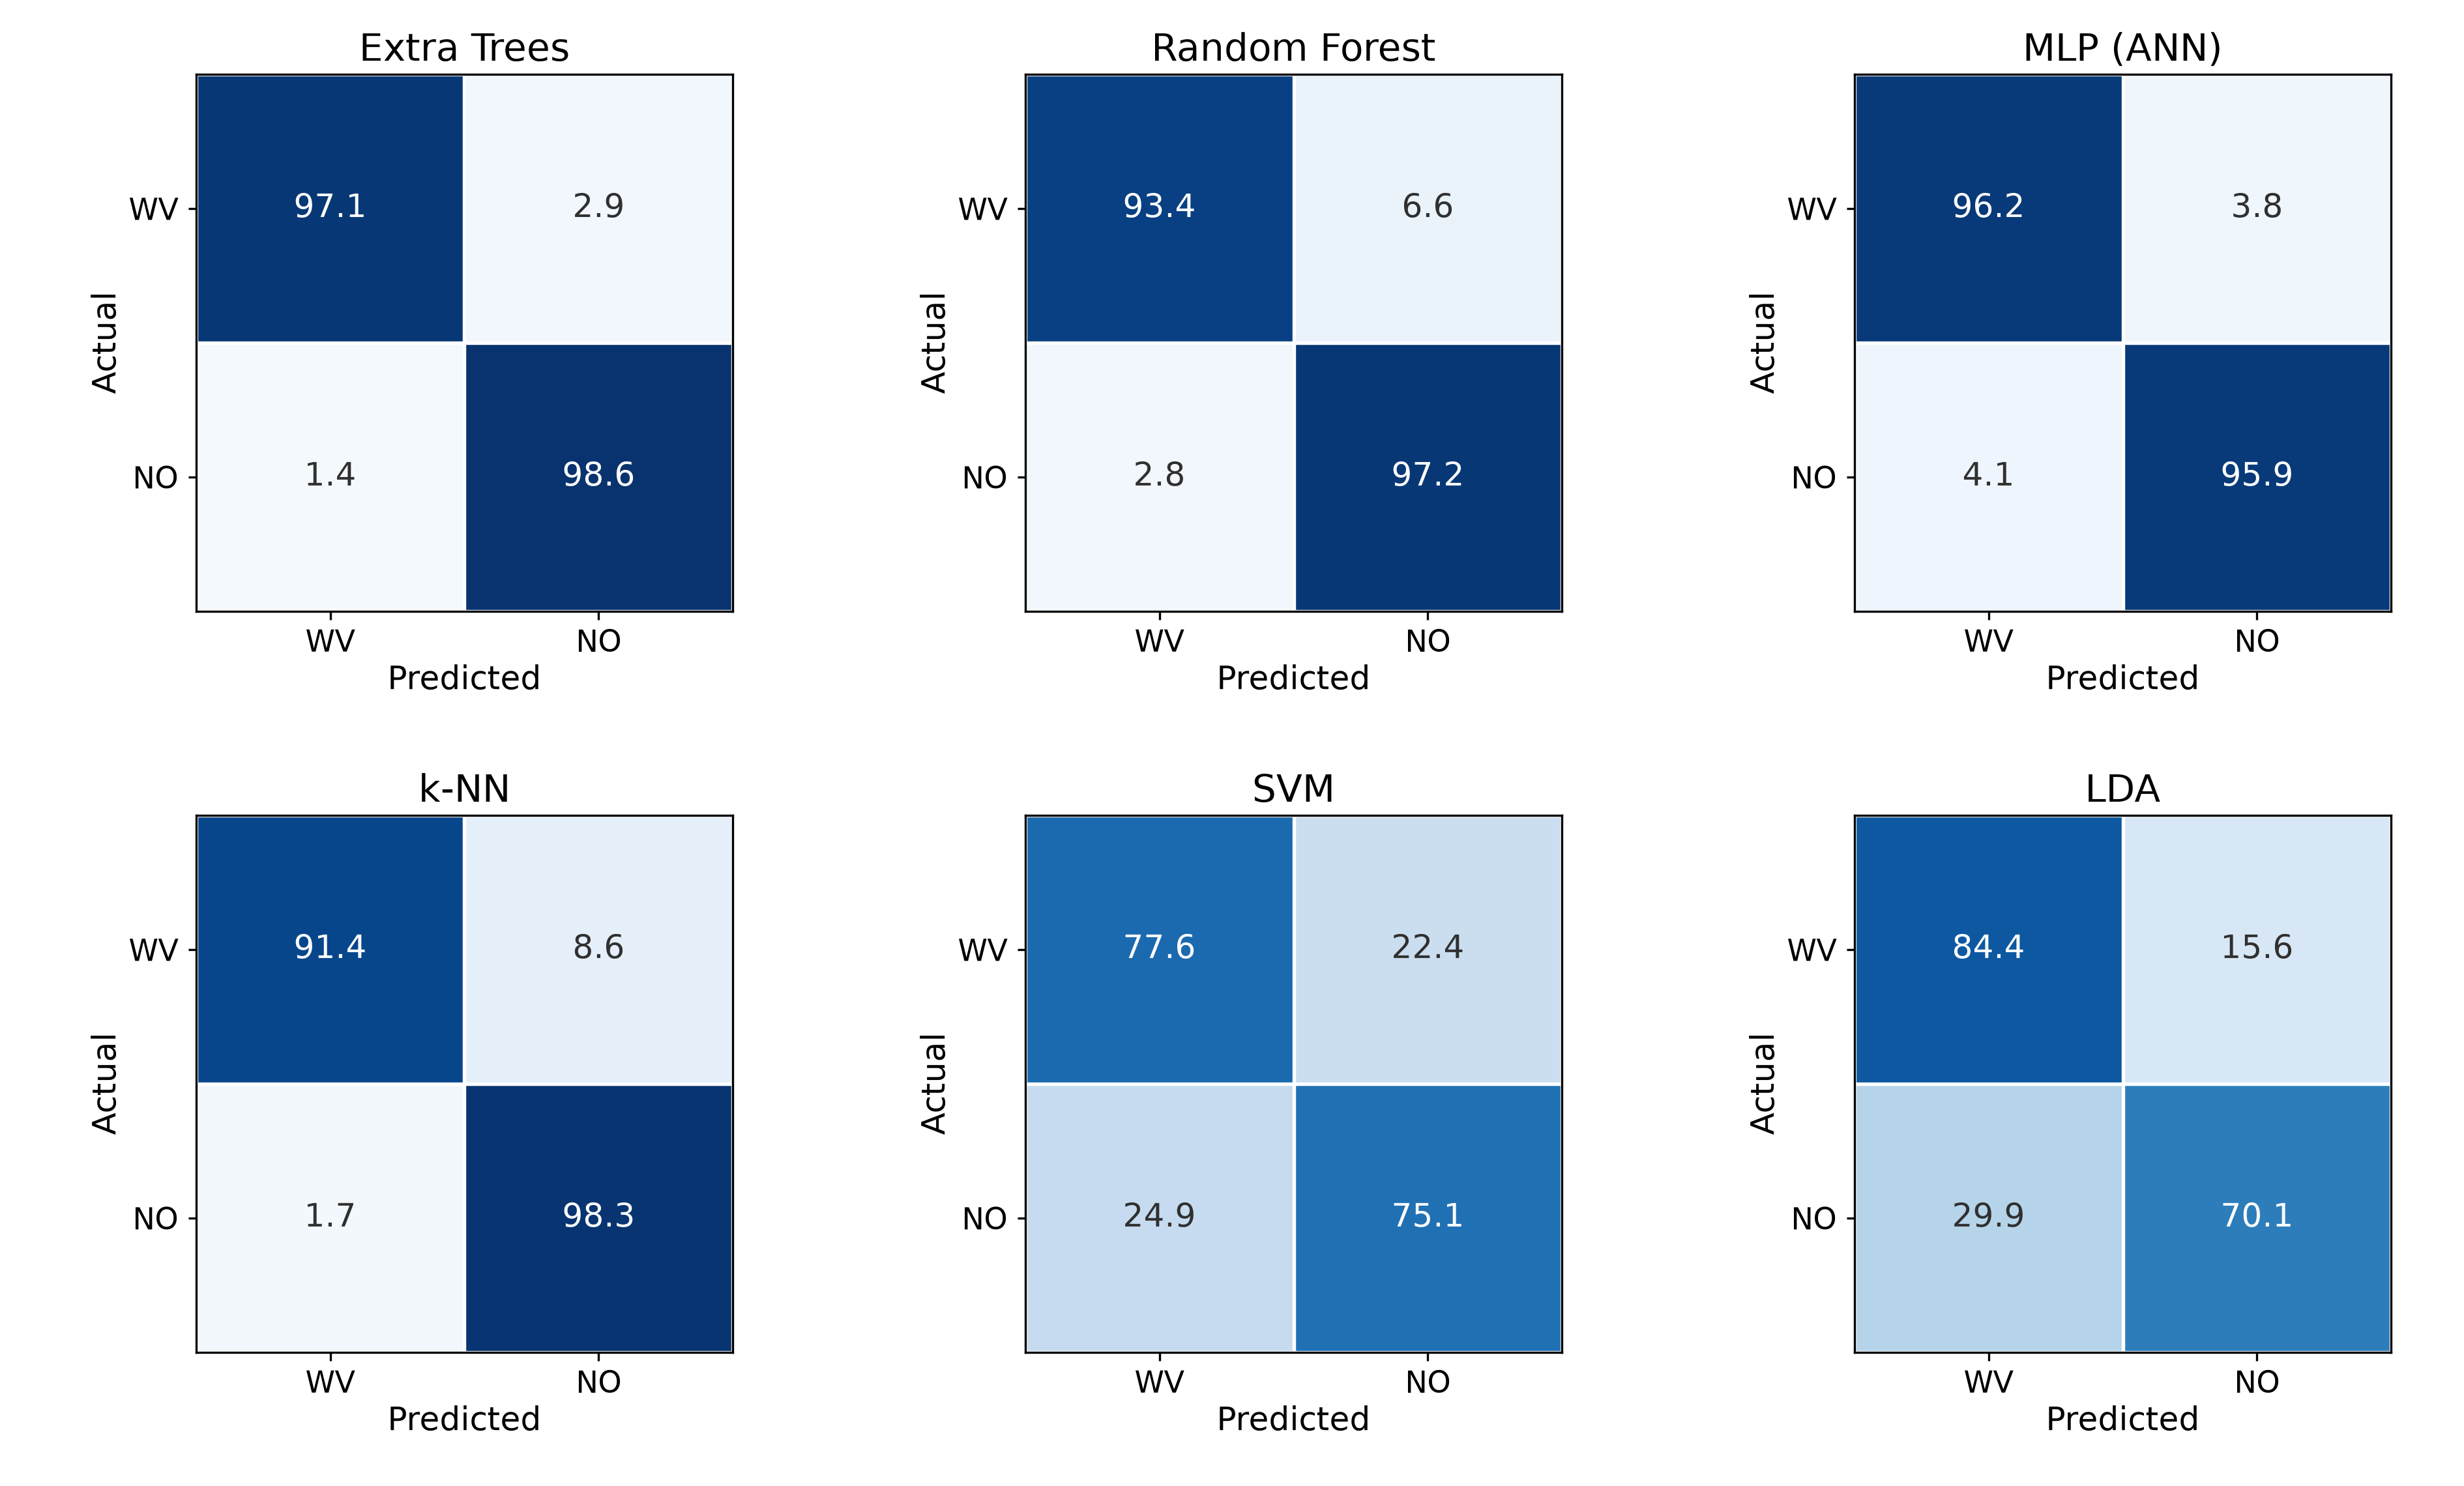 Extra Trees
Actual
WV
97.1
2.9
NO
1.4
98.6
WV
NO
Predicted
Random Forest
Actual
WV
93.4
6.6
NO
2.8
97.2
WV
NO
Predicted
MLP (ANN)
Actual
WV
96.2
3.8
NO
4.1
95.9
WV
NO
Predicted
k-NN
Actual
WV
91.4
8.6
NO
1.7
98.3
WV
NO
Predicted
SVM
Actual
WV
77.6
22.4
NO
24.9
75.1
WV
NO
Predicted
LDA
Actual
WV
84.4
15.6
NO
29.9
70.1
WV
NO
Predicted